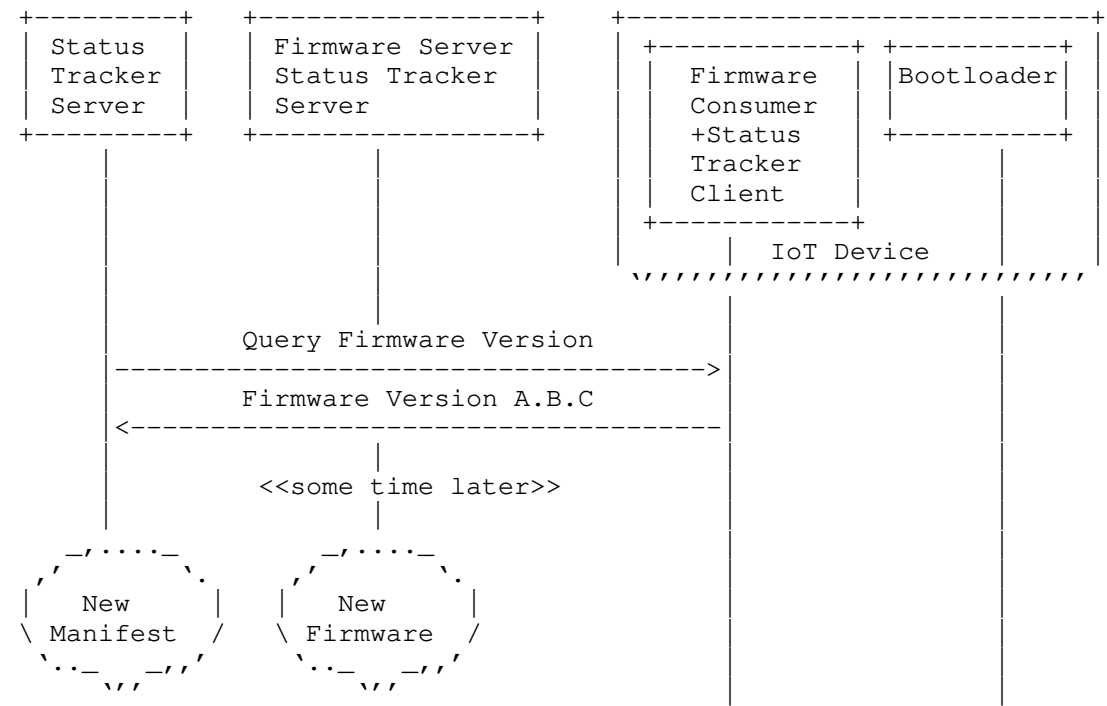 Status
Tracker
Server
Firmware Server
Status Tracker
Server
Firmware
Consumer
+Status
Tracker
Client
Bootloader
IoT Device
Query Firmware Version
Firmware Version A.B.C
<<some time later>>
New
Manifest
New
Firmware